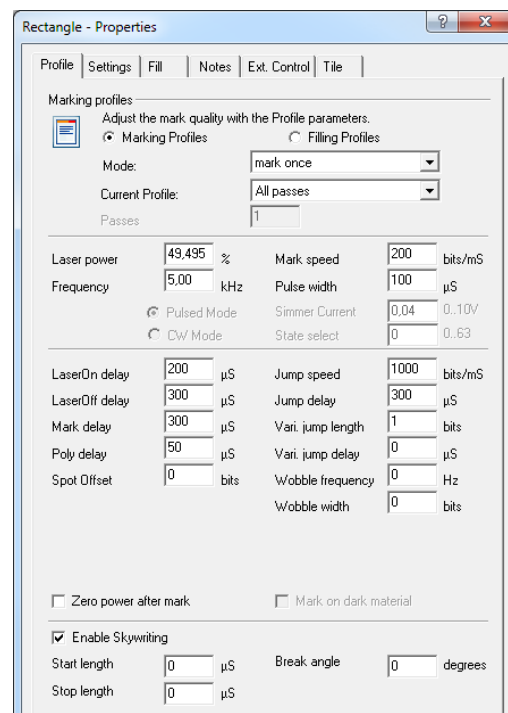 Rectangle - Properties
? X
Profile Settings Fill Notes Ext. Control Tile
Marking profiles
Adjust the mark quality with the Profile parameters.
Marking Profiles Filling Profiles
Mode: mark once
Current Profile: All passes
Passes 1
Laser power 49,495 % Mark speed 200 bits/mS
Frequency 5,00 kHz Pulse width 100 µS
Pulsed Mode Simmer Current 0,04 0..10V
CW Mode State select 0 0..63
LaserOn delay 200 µS Jump speed 1000 bits/mS
LaserOff delay 300 µS Jump delay 300 µS
Mark delay 300 µS Vari. jump length 1 bits
Poly delay 50 µS Vari. jump delay 0 µS
Spot Offset 0 bits Wobble frequency 0 Hz
Wobble width 0 bits
Zero power after mark Mark on dark material
Enable Skywriting
Start length 0 µS Break angle 0 degrees
Stop length 0 µS